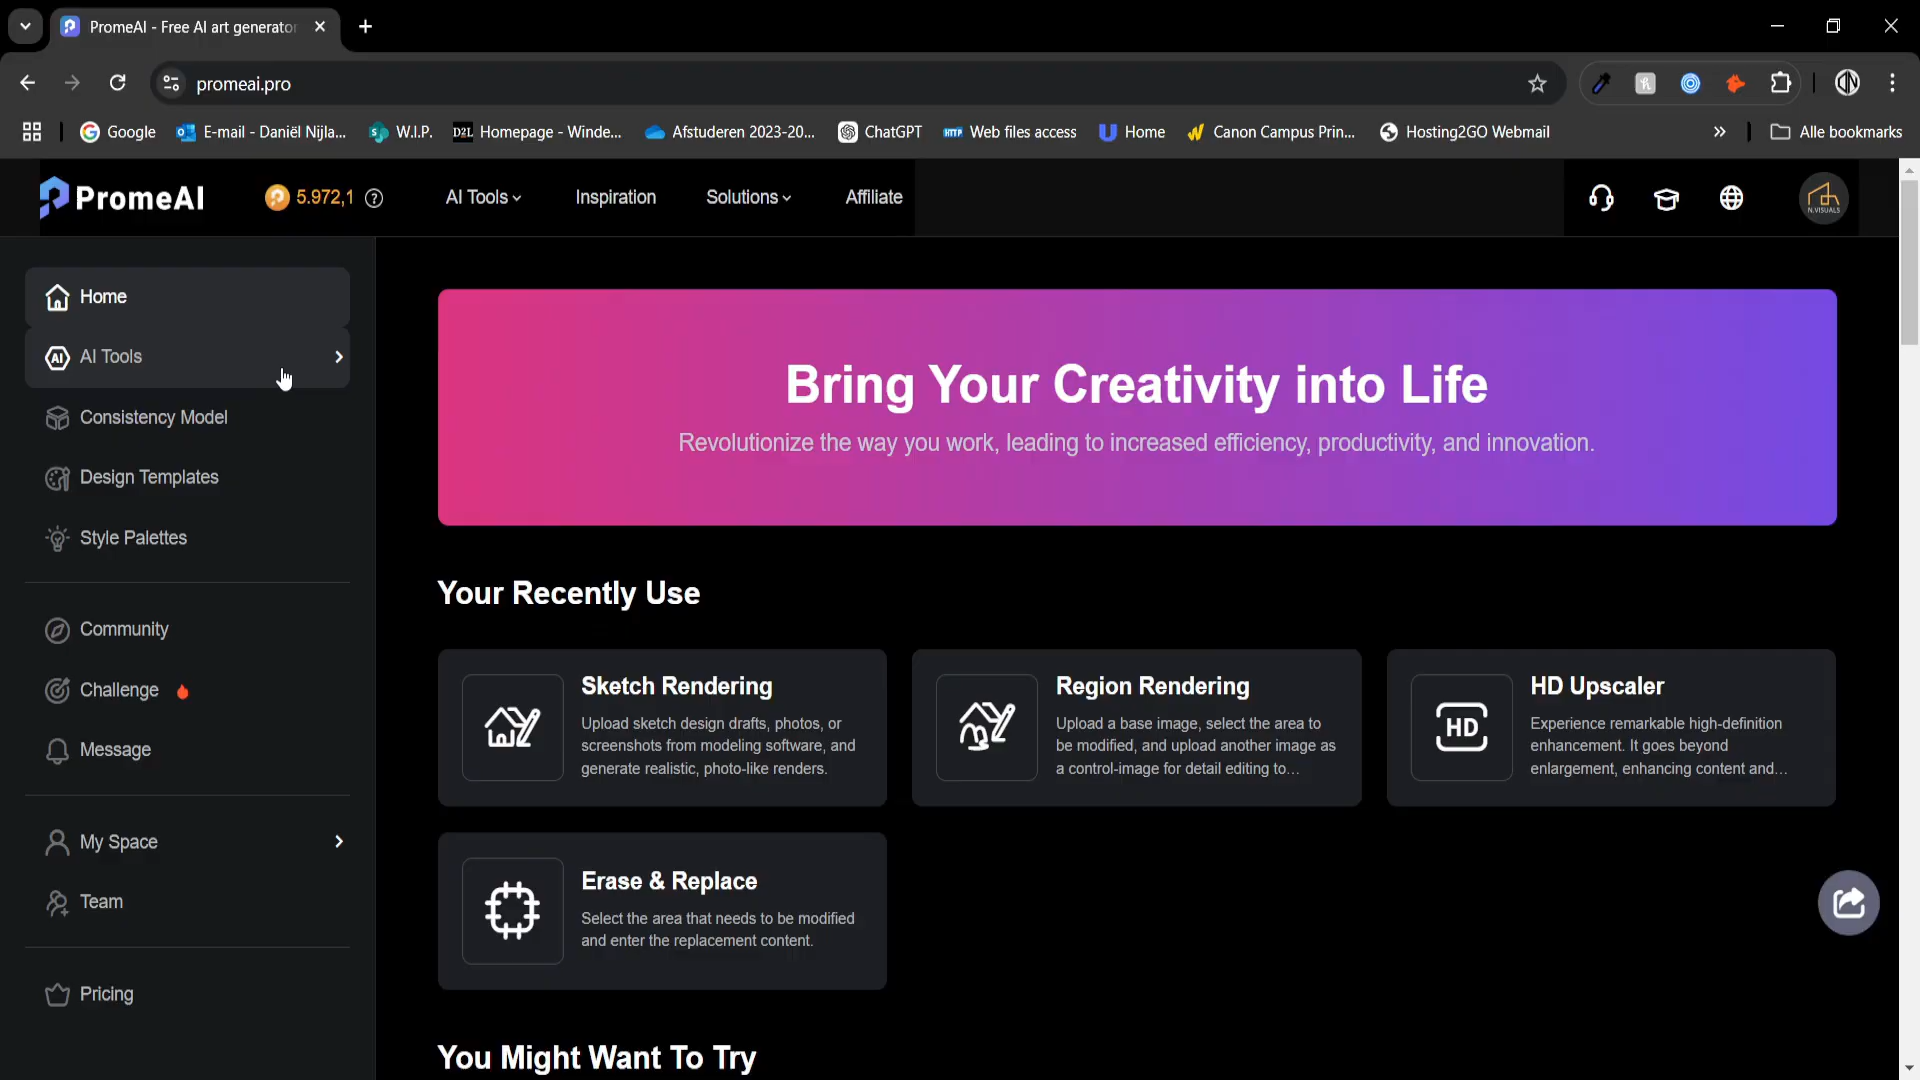 PromeAI - Free AI art generator
promeai.pro
Google
E-mail - Daniël Nijla...
W.I.P.
D2L Homepage - Winde...
Afstuderen 2023-20...
ChatGPT
HTTP Web files access
Home
Canon Campus Prin...
Hosting2GO Webmail
Alle bookmarks
PromeAI
5.972,1
AI Tools
Inspiration
Solutions
Affiliate
N.VISUALS
Home
AI Tools
Consistency Model
Design Templates
Style Palettes
Community
Challenge
Message
My Space
Team
Pricing
Bring Your Creativity into Life
Revolutionize the way you work, leading to increased efficiency, productivity, and innovation.
Your Recently Use
Sketch Rendering
Upload sketch design drafts, photos, or
screenshots from modeling software, and
generate realistic, photo-like renders.
Region Rendering
Upload a base image, select the area to
be modified, and upload another image as
a control-image for detail editing to...
HD
HD Upscaler
Experience remarkable high-definition
enhancement. It goes beyond
enlargement, enhancing content and...
Erase & Replace
Select the area that needs to be modified
and enter the replacement content.
You Might Want To Try